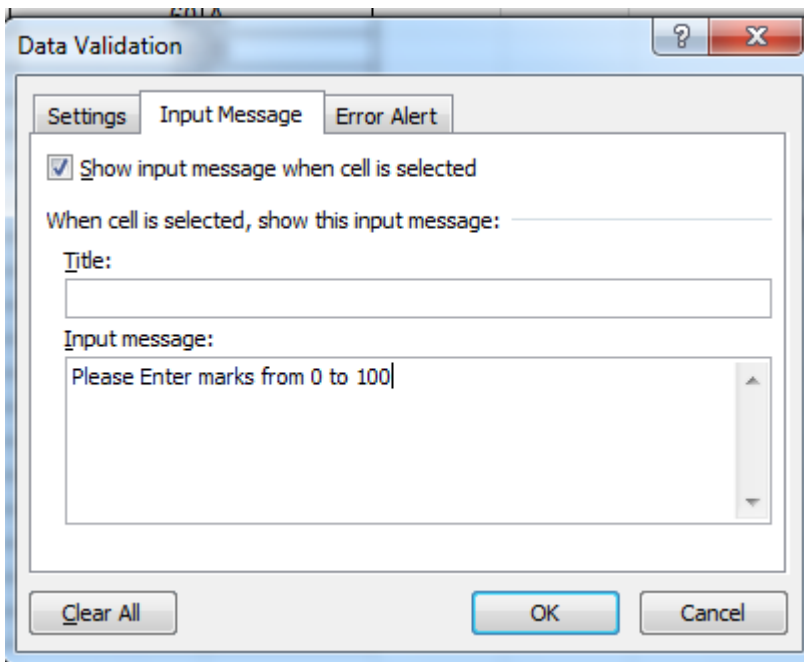 Data Validation
Settings Input Message Error Alert
Show input message when cell is selected
When cell is selected, show this input message:
Title:
Input message:
Please Enter marks from 0 to 100
Clear All OK Cancel